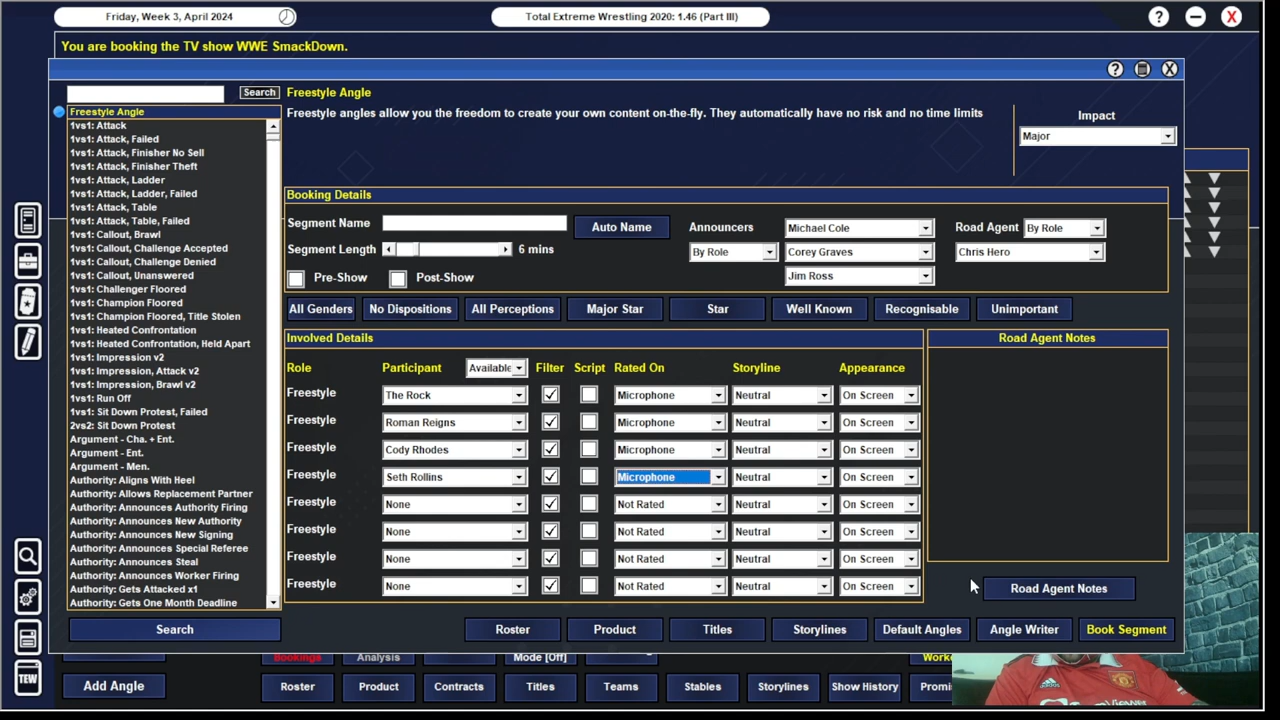 Friday, Week 3, April 2024
Total Extreme Wrestling 2020: 1.46 (Part III)
? X
You are booking the TV show WWE SmackDown.
? X
Search
Freestyle Angle
1vs1: Attack
1vs1: Attack, Failed
1vs1: Attack, Finisher No Sell
1vs1: Attack, Finisher Theft
1vs1: Attack, Ladder
1vs1: Attack, Ladder, Failed
1vs1: Attack, Table
1vs1: Attack, Table, Failed
1vs1: Callout, Brawl
1vs1: Callout, Challenge Accepted
1vs1: Callout, Challenge Denied
1vs1: Callout, Unanswered
1vs1: Challenger Floored
1vs1: Champion Floored
1vs1: Champion Floored, Title Stolen
1vs1: Heated Confrontation
1vs1: Heated Confrontation, Held Apart
1vs1: Impression v2
1vs1: Impression, Attack v2
1vs1: Impression, Brawl v2
1vs1: Run Off
1vs1: Sit Down Protest, Failed
2vs2: Sit Down Protest
Argument - Cha. + Ent.
Argument - Ent.
Argument - Men.
Authority: Aligns With Heel
Authority: Allows Replacement Partner
Authority: Announces Authority Firing
Authority: Announces New Authority
Authority: Announces New Signing
Authority: Announces Special Referee
Authority: Announces Steal
Authority: Announces Worker Firing
Authority: Gets Attacked x1
Authority: Gets One Month Deadline
Search
Freestyle Angle
Freestyle angles allow you the freedom to create your own content on-the-fly. They automatically have no risk and no time limits
Impact
Major
Booking Details
Segment Name Auto Name Announcers Michael Cole Road Agent By Role
Segment Length 6 mins By Role Corey Graves Chris Hero
Pre-Show Post-Show Jim Ross
All Genders No Dispositions All Perceptions Major Star Star Well Known Recognisable Unimportant
Involved Details
Role Participant Available Filter Script Rated On Storyline Appearance
Freestyle The Rock Microphone Neutral On Screen
Freestyle Roman Reigns Microphone Neutral On Screen
Freestyle Cody Rhodes Microphone Neutral On Screen
Freestyle Seth Rollins Microphone Neutral On Screen
Freestyle None Not Rated Neutral On Screen
Freestyle None Not Rated Neutral On Screen
Freestyle None Not Rated Neutral On Screen
Freestyle None Not Rated Neutral On Screen
Road Agent Notes
Road Agent Notes
Roster Product Titles Storylines Default Angles Angle Writer Book Segment
Bookings Analysis Mode [Off]
TEW
Add Angle Roster Product Contracts Titles Teams Stables Storylines Show History
adidas